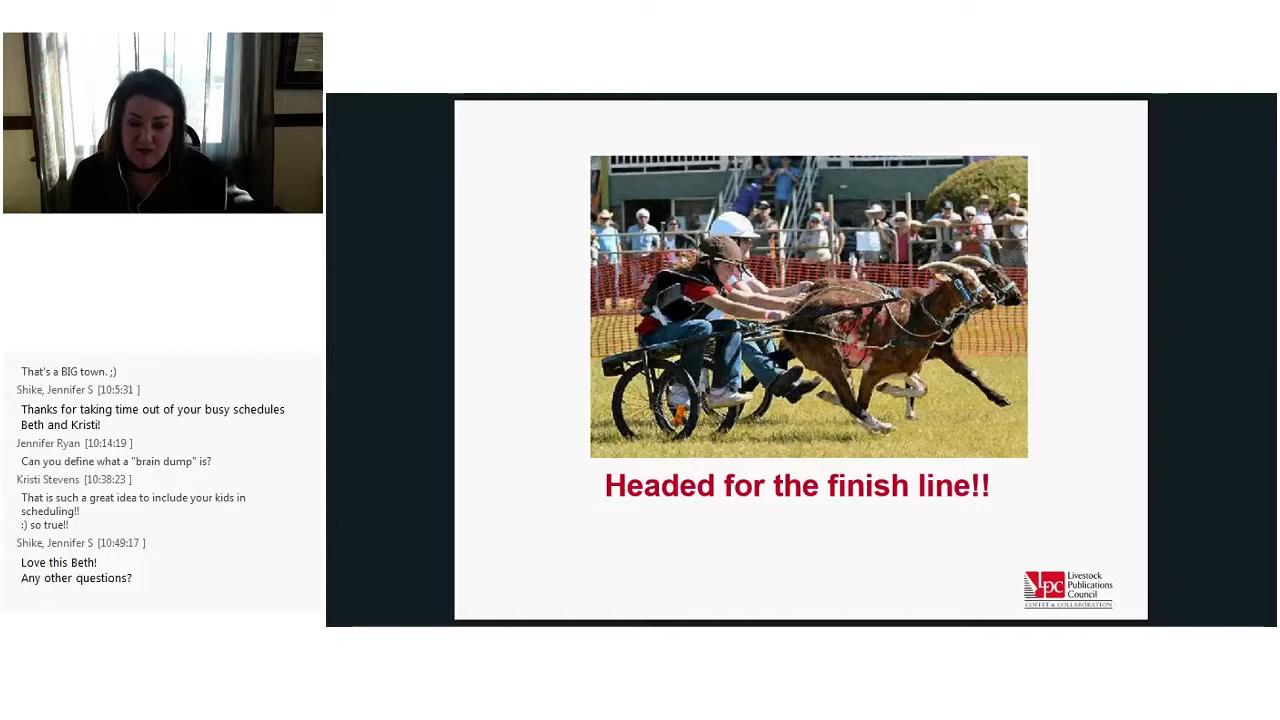 That's a BIG town. ;)
Shike, Jennifer S [10:5:31 ]
Thanks for taking time out of your busy schedules
Beth and Kristi!
Jennifer Ryan [10:14:19 ]
Can you define what a "brain dump" is?
Kristi Stevens [10:38:23 ]
That is such a great idea to include your kids in
scheduling!!
:) so true!!
Shike, Jennifer S [10:49:17 ]
Love this Beth!
Any other questions?
Headed for the finish line!!
LPC
Livestock
Publications
Council
COFFEE & COLLABORATION